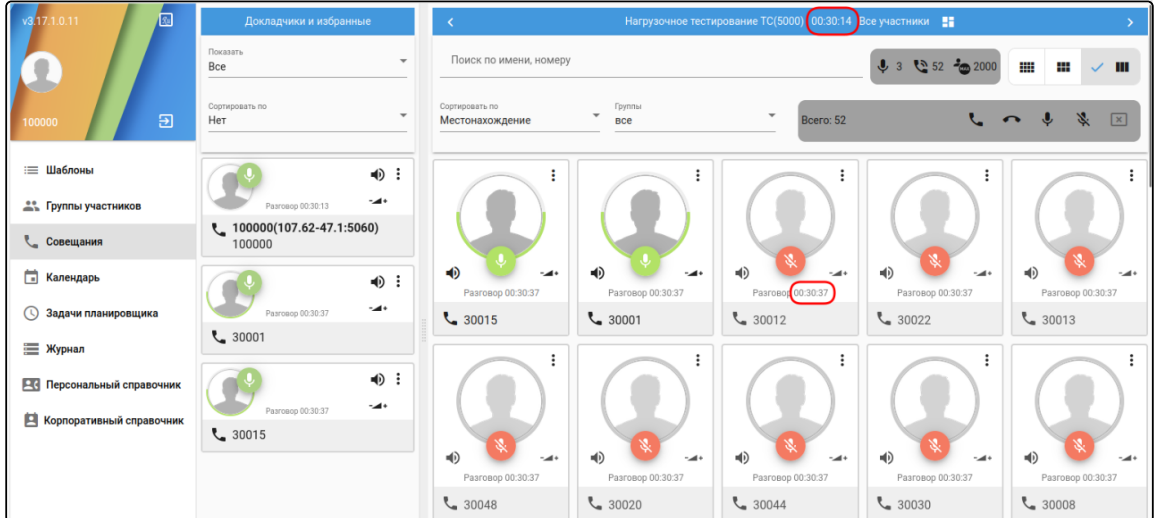 v3.17.1.0.11
100000
Шаблоны
Группы участников
Совещания
Календарь
Задачи планировщика
Журнал
Персональный справочник
Корпоративный справочник
Докладчики и избранные
Показать
Все
Сортировать по
Нет
Разговор 00:30:13
100000(107.62-47.1:5060)
100000
Разговор 00:30:37
30001
Разговор 00:30:37
30015
Нагрузочное тестирование ТС(5000) 00:30:14 Все участники
Поиск по имени, номеру
3 52 2000
Сортировать по
Местонахождение
Группы
все
Всего: 52
Разговор 00:30:37 Разговор 00:30:37 Разговор 00:30:37 Разговор 00:30:37 Разговор 00:30:37
30015 30001 30012 30022 30013
Разговор 00:30:37 Разговор 00:30:37 Разговор 00:30:37 Разговор 00:30:37 Разговор 00:30:37
30048 30020 30044 30030 30008